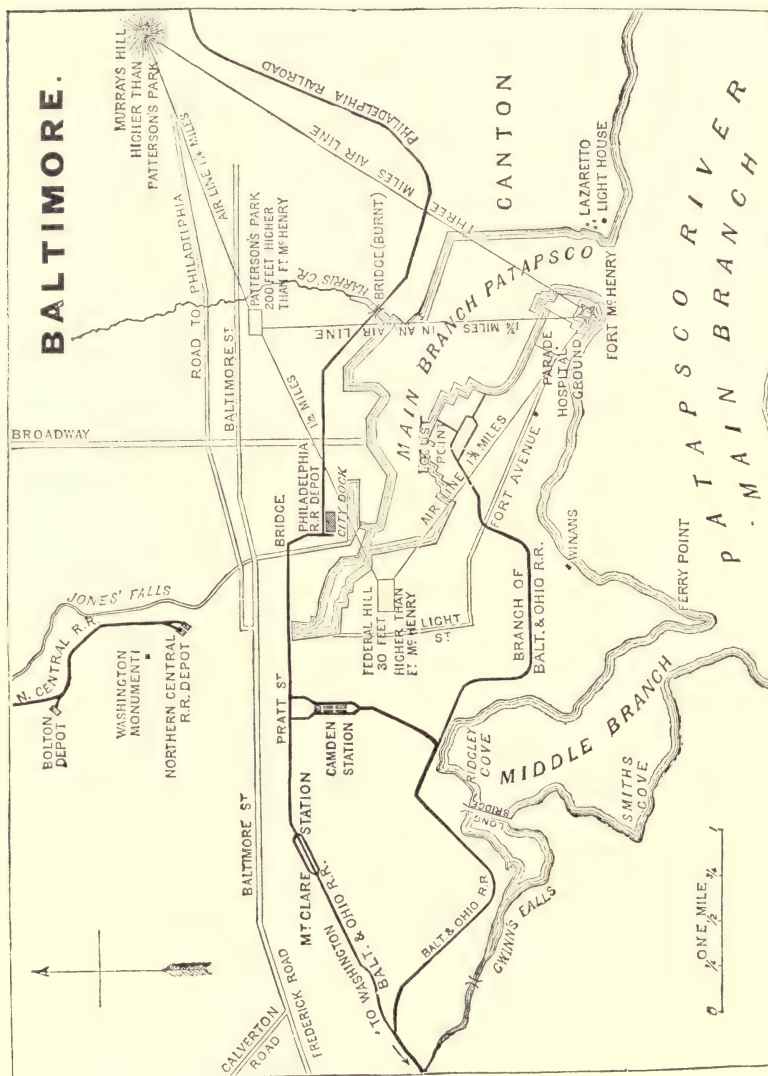 BALTIMORE.
MURRAYS HILL
HIGHER THAN
PATTERSON'S PARK
PHILADELPHIA RAILROAD
AIR LINE 1¼ MILES
THREE MILES AIR LINE
ROAD TO PHILADELPHIA
BALTIMORE ST.
PATTERSON'S PARK
200 FEET HIGHER
THAN FT. McHENRY
HARRIS' CR.
BRIDGE (BURNT)
CANTON
LAZARETTO
LIGHT HOUSE
BROADWAY
1¾ MILES IN AN AIR LINE
MAIN BRANCH PATAPSCO
FORT McHENRY
1½ MILES
PARADE
HOSPITAL
GROUND
BRIDGE
PHILADELPHIA
R.R. DEPOT
CITY DOCK
LOCUST
POINT
AIR LINE 1¾ MILES
FORT AVENUE
PATAPSCO RIVER
MAIN BRANCH
JONES' FALLS
N. CENTRAL R.R.
BOLTON
DEPOT
WASHINGTON
MONUMENT
NORTHERN CENTRAL
R.R. DEPOT
FEDERAL HILL
30 FEET
HIGHER THAN
FT. McHENRY
LIGHT
ST
WINANS
FERRY POINT
BRANCH OF
BALT. & OHIO R.R.
PRATT ST
CAMDEN
STATION
RIDGLEY
COVE
MIDDLE BRANCH
SMITHS
COVE
LONG
BRIDGE
BALTIMORE ST
MT CLARE STATION
TO WASHINGTON
BALT. & OHIO R.R.
BALT. & OHIO R.R.
GWINN'S FALLS
CALVERTON
ROAD
FREDERICK ROAD
ONE MILE
0 ¼ ½ ¾ 1